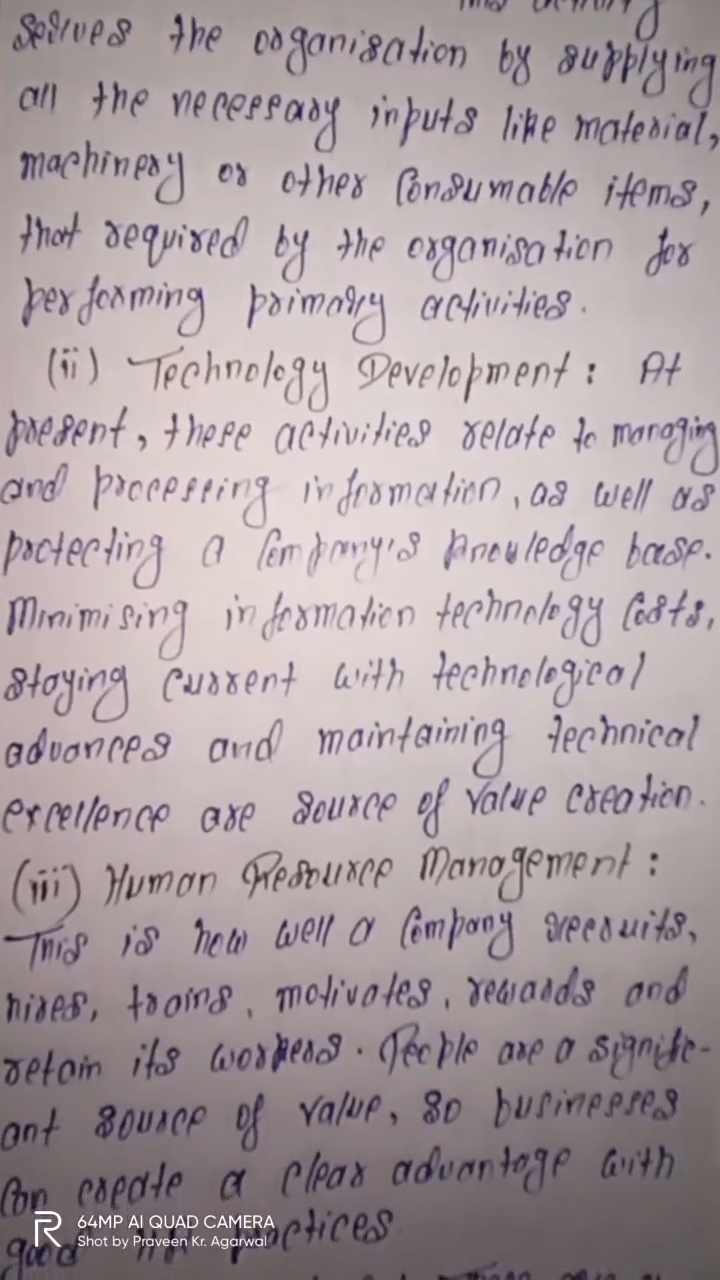 This activity
serves the organisation by supplying
all the necessary inputs like material,
machinery or other Consumable items,
that required by the organisation for
performing primary activities.
(ii) Technology Development: At
present, these activities relate to managing
and processing information, as well as
protecting a Company's knowledge base.
Minimising information technology Costs,
staying current with technological
advances and maintaining technical
excellence are source of value creation.
(iii) Human Resource Management:
This is how well a Company recruits,
hires, trains, motivates, rewards and
retain its workers. People are a signific-
ant source of value, so businesses
Can create a clear advantage with
good practices
64MP AI QUAD CAMERA
Shot by Praveen Kr. Agarwal